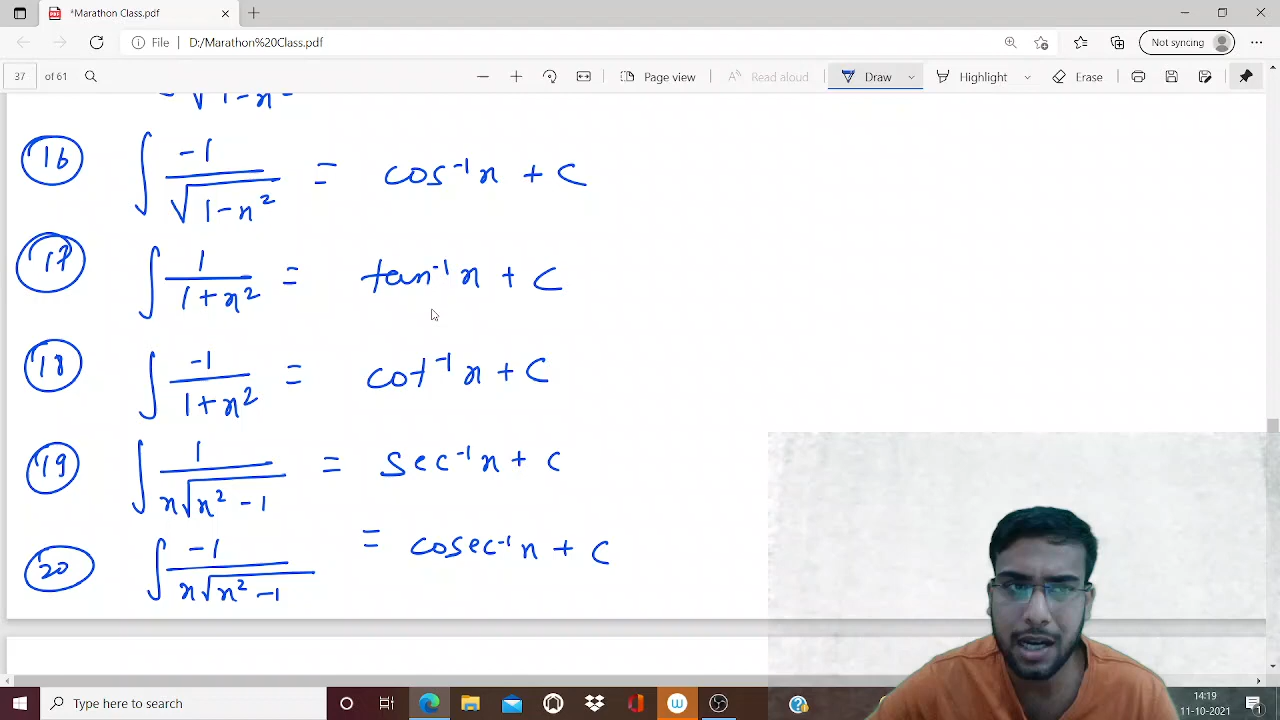 *Marathon Class.pdf
File D:/Marathon%20Class.pdf Not syncing
37 of 61 Page view Read aloud Draw Highlight Erase
√1-x
16 ∫ -1/√1-x² = cos⁻¹x + c
17 ∫ 1/1+x² = tan⁻¹x + c
18 ∫ -1/1+x² = cot⁻¹x + c
19 ∫ 1/x√x²-1 = sec⁻¹x + c
20 ∫ -1/x√x²-1 = cosec⁻¹x + c
Type here to search
14:19
11-10-2021